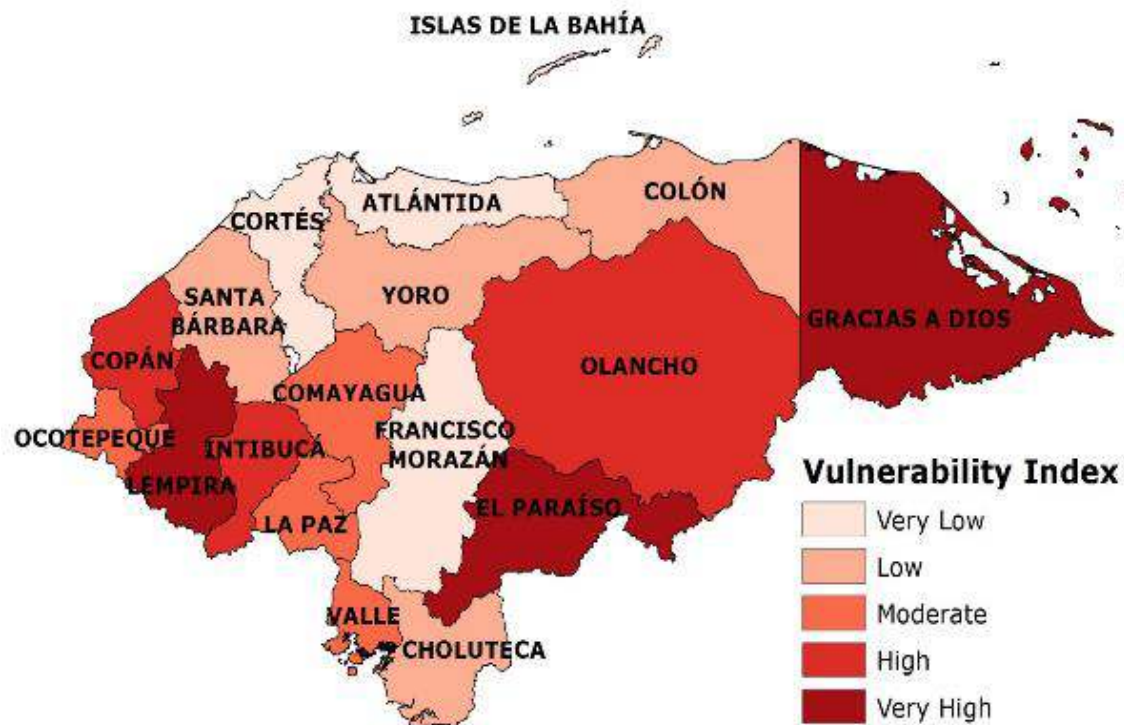 ISLAS DE LA BAHÍA
COLÓN
ATLÁNTIDA
CORTÉS
SANTA
BÁRBARA
YORO
GRACIAS A DIOS
COPÁN
OLANCHO
COMAYAGUA
OCOTEPEQUE
INTIBUCÁ
FRANCISCO
MORAZÁN
LEMPIRA
LA PAZ
EL PARAÍSO
VALLE
CHOLUTECA
Vulnerability Index
Very Low
Low
Moderate
High
Very High